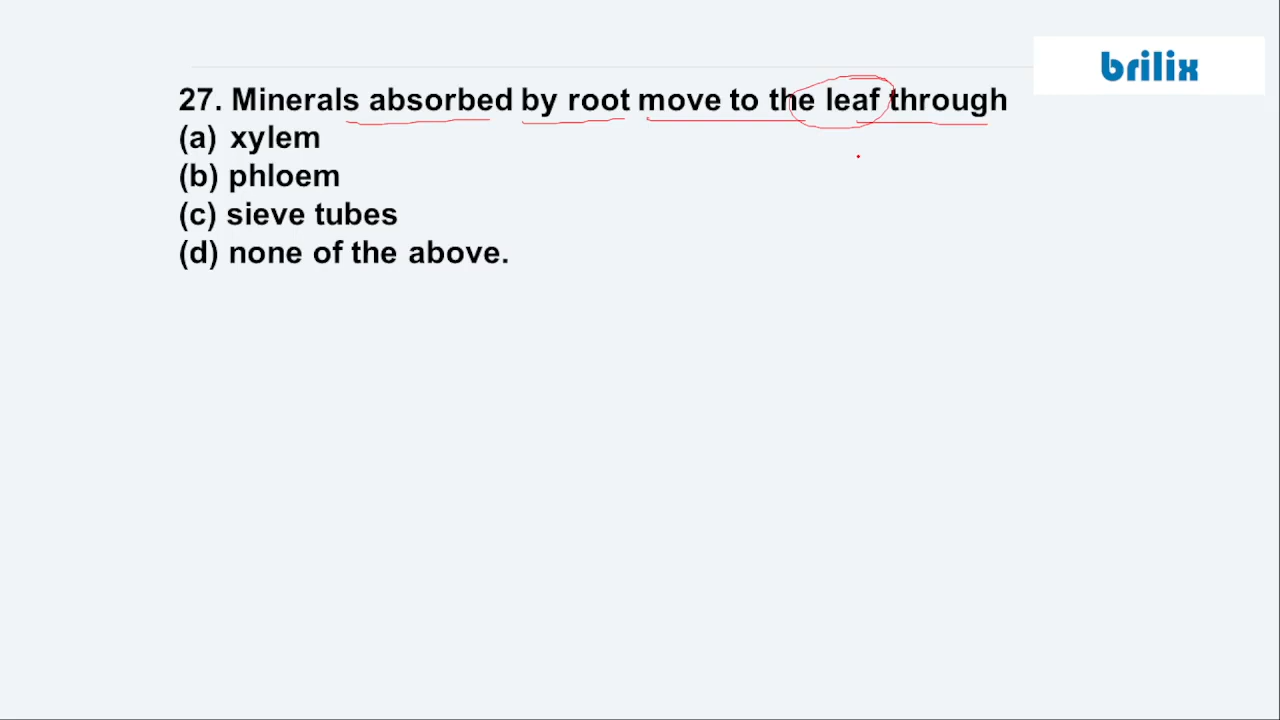 brilix
27. Minerals absorbed by root move to the leaf through
(a) xylem
(b) phloem
(c) sieve tubes
(d) none of the above.